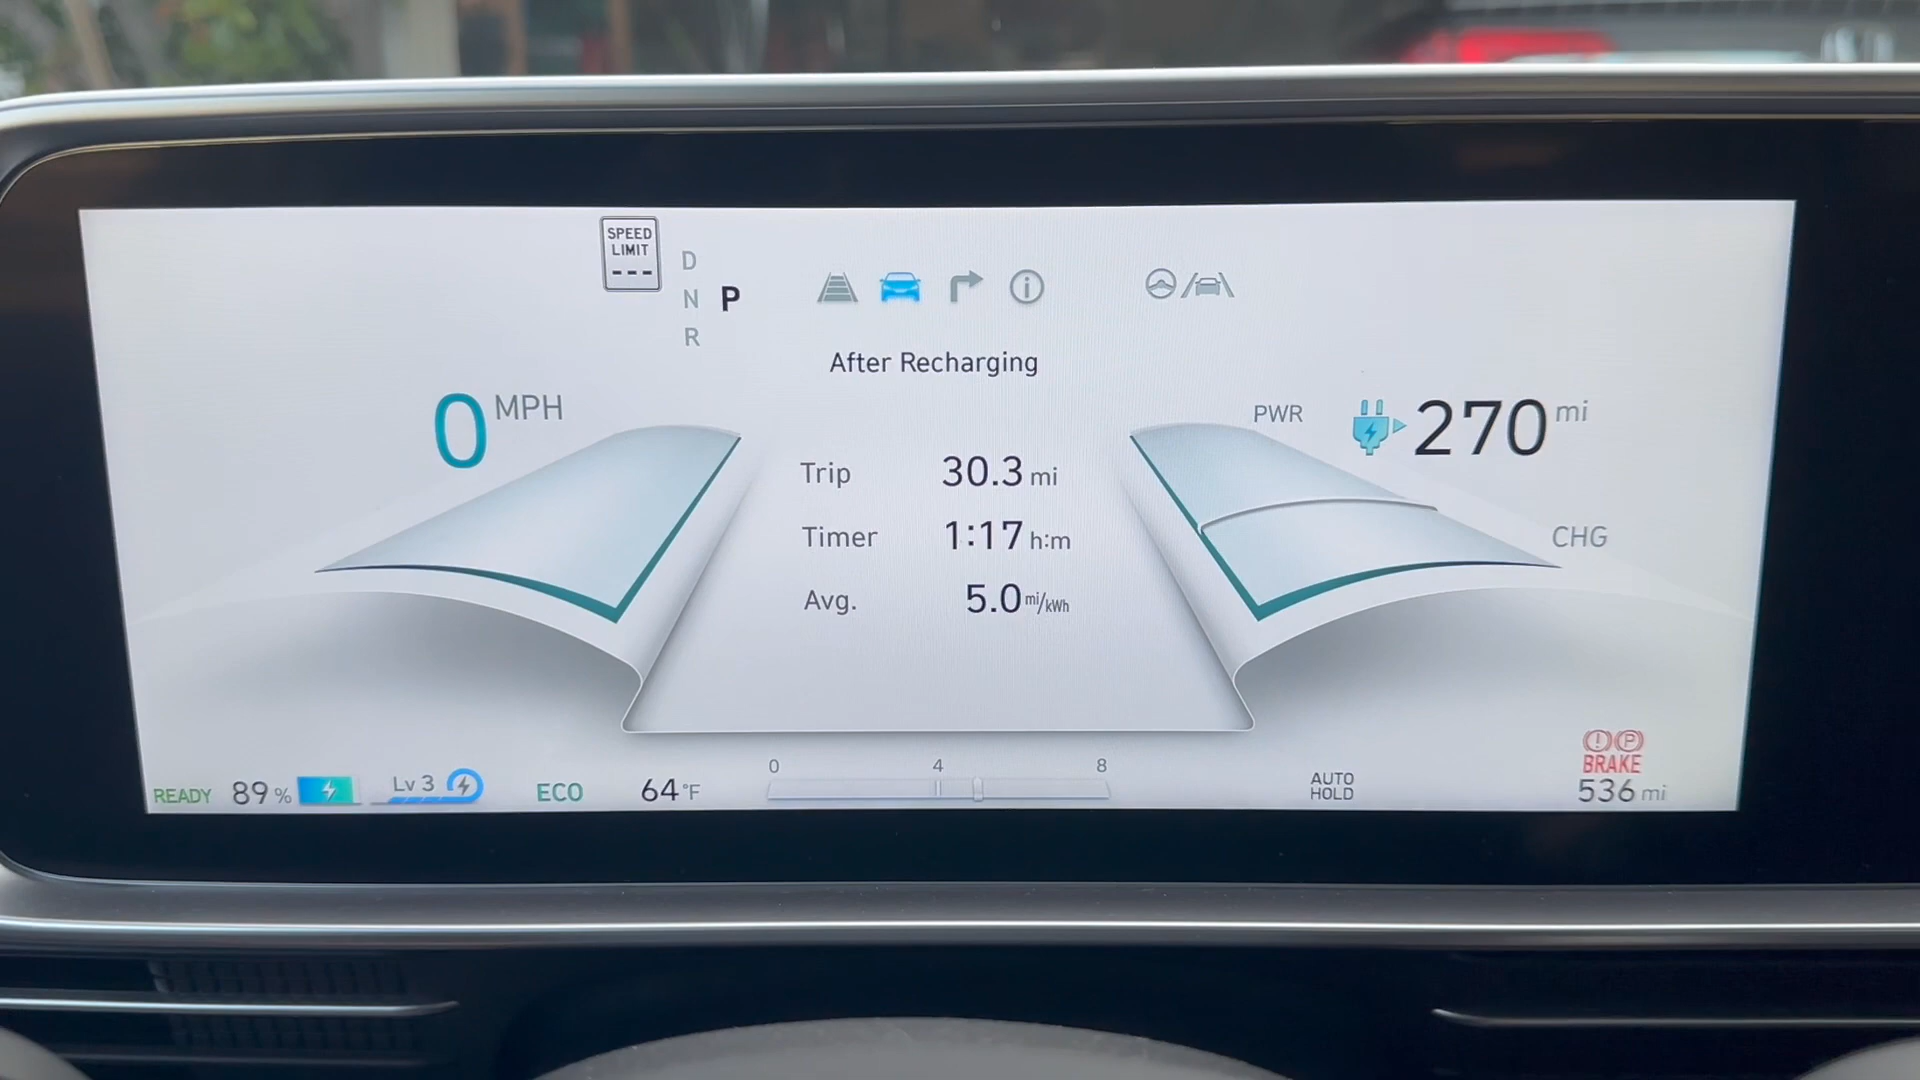 SPEED
LIMIT
---
D
N P
R
After Recharging
0 MPH
PWR
270 mi
Trip 30.3 mi
Timer 1:17 h:m
CHG
Avg. 5.0 mi/kWh
READY 89 %
Lv 3
ECO
64 °F
0 4 8
AUTO
HOLD
BRAKE
536 mi